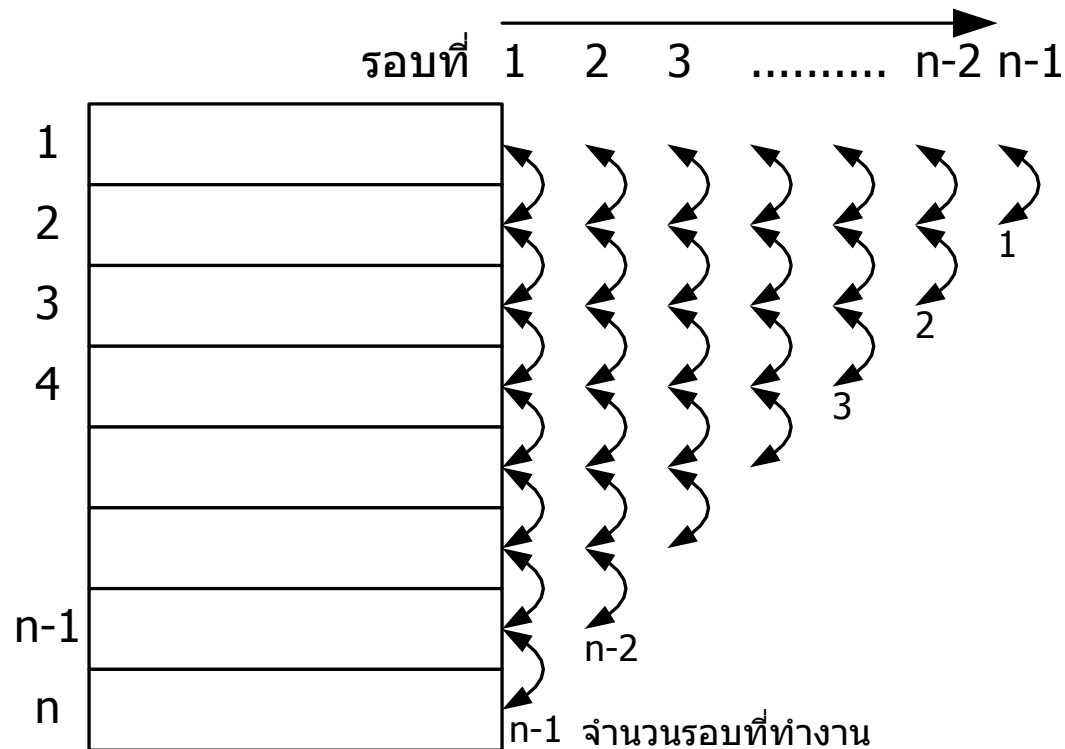 รอบที่ 1 2 3 .......... n-2 n-1
1
2
1
3
2
4
3
n-1
n-2
n
n-1 จำนวนรอบที่ทำงาน